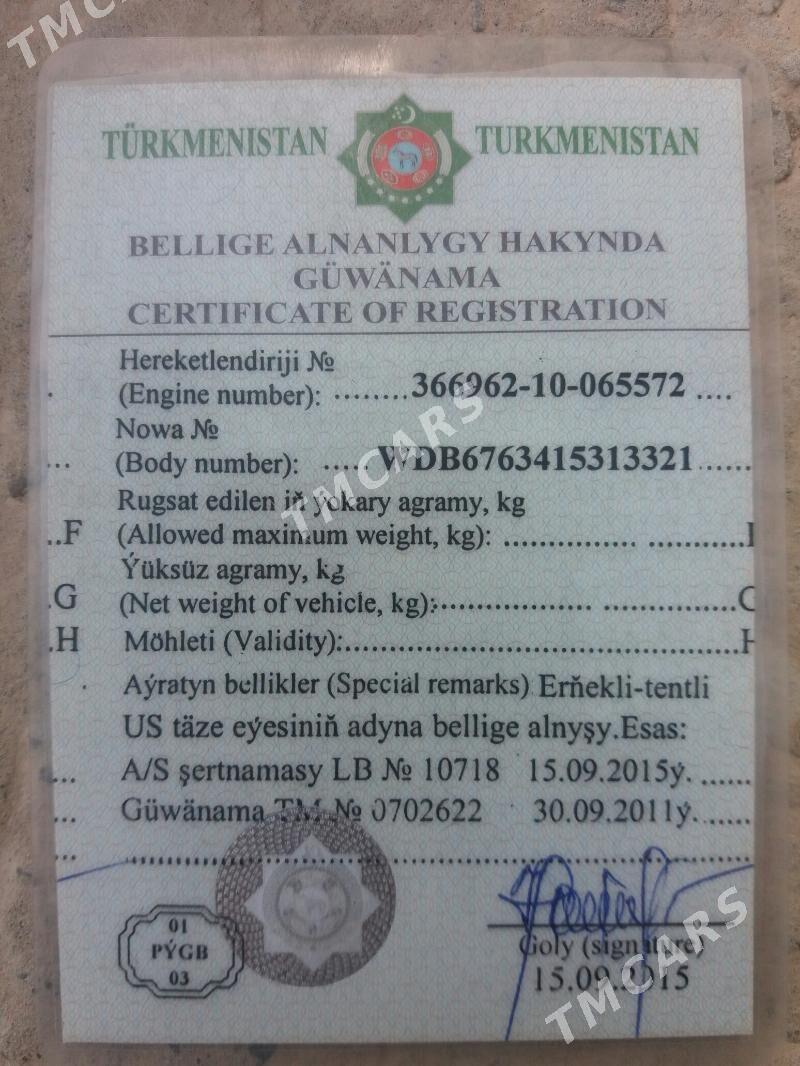 TMCARS
TÜRKMENISTAN TURKMENISTAN
BELLIGE ALNANLYGY HAKYNDA
GÜWÄNAMA
CERTIFICATE OF REGISTRATION
Hereketlendiriji №
(Engine number): ........366962-10-065572 ....
Nowa №
(Body number): .....WDB6763415313321......
TMCARS
Rugsat edilen iň ýokary agramy, kg
..F (Allowed maximum weight, kg): ............... ...........
Ýüksüz agramy, kg
.G (Net weight of vehicle, kg):.................. ...............
.H Möhleti (Validity):..............................................
Aýratyn bellikler (Special remarks) Erňekli-tentli
US täze eýesiniň adyna bellige alnyşy.Esas:
... A/S şertnamasy LB № 10718 15.09.2015ý. ......
Güwänama TM № 0702622 30.09.2011ý.......
01
PÝGB
03
Goly (signature)
15.09.2015
TMCARS